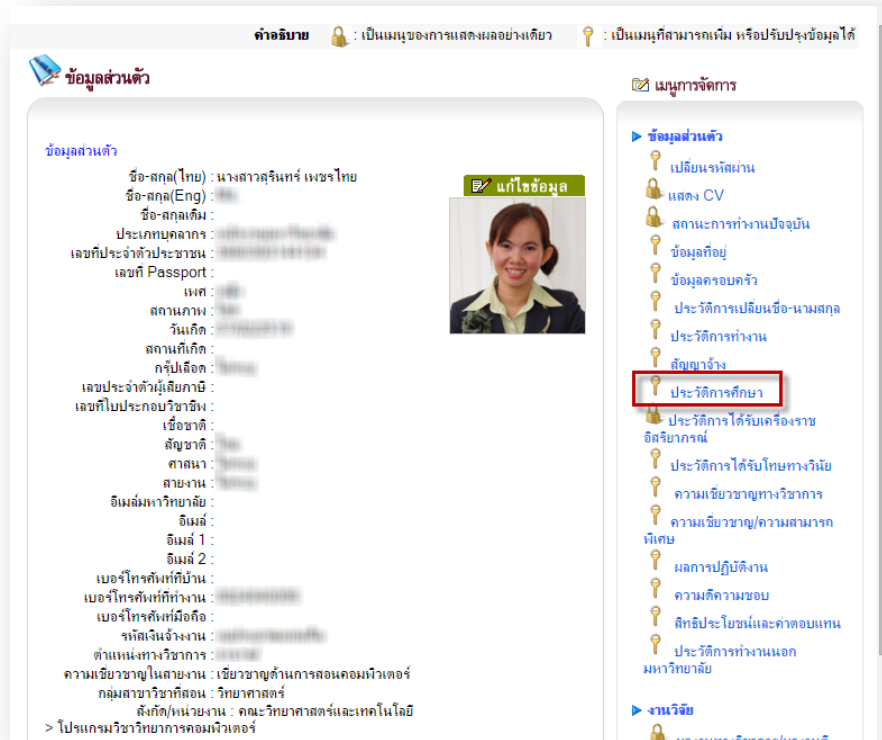 คำอธิบาย : เป็นเมนูของการแสดงผลอย่างเดียว : เป็นเมนูที่สามารถเพิ่ม หรือปรับปรุงข้อมูลได้
ข้อมูลส่วนตัว
ข้อมูลส่วนตัว
ชื่อ-สกุล(ไทย) : นางสาวสุรินทร์ เพชรไทย
ชื่อ-สกุล(Eng) :
ชื่อ-สกุลเดิม :
ประเภทบุคลากร :
เลขที่ประจำตัวประชาชน :
เลขที่ Passport :
เพศ :
สถานภาพ :
วันเกิด :
สถานที่เกิด :
กรุ๊ปเลือด :
เลขประจำตัวผู้เสียภาษี :
เลขที่ใบประกอบวิชาชีพ :
เชื้อชาติ :
สัญชาติ :
ศาสนา :
สายงาน :
อีเมล์มหาวิทยาลัย :
อีเมล์ :
อีเมล์ 1 :
อีเมล์ 2 :
เบอร์โทรศัพท์ที่บ้าน :
เบอร์โทรศัพท์ที่ทำงาน :
เบอร์โทรศัพท์มือถือ :
รหัสเงินจ้างงาน :
ตำแหน่งทางวิชาการ :
ความเชี่ยวชาญในสายงาน : เชี่ยวชาญด้านการสอนคอมพิวเตอร์
กลุ่มสาขาวิชาที่สอน : วิทยาศาสตร์
สังกัด/หน่วยงาน : คณะวิทยาศาสตร์และเทคโนโลยี
> โปรแกรมวิชาวิทยาการคอมพิวเตอร์
แก้ไขข้อมูล
เมนูการจัดการ
ข้อมูลส่วนตัว
เปลี่ยนรหัสผ่าน
แสดง CV
สถานะการทำงานปัจจุบัน
ข้อมูลที่อยู่
ข้อมูลครอบครัว
ประวัติการเปลี่ยนชื่อ-นามสกุล
ประวัติการทำงาน
สัญญาจ้าง
ประวัติการศึกษา
ประวัติการได้รับเครื่องราช
อิสริยาภรณ์
ประวัติการได้รับโทษทางวินัย
ความเชี่ยวชาญทางวิชาการ
ความเชี่ยวชาญ/ความสามารถ
พิเศษ
ผลการปฏิบัติงาน
ความดีความชอบ
สิทธิประโยชน์และค่าตอบแทน
ประวัติการทำงานนอก
มหาวิทยาลัย
งานวิจัย